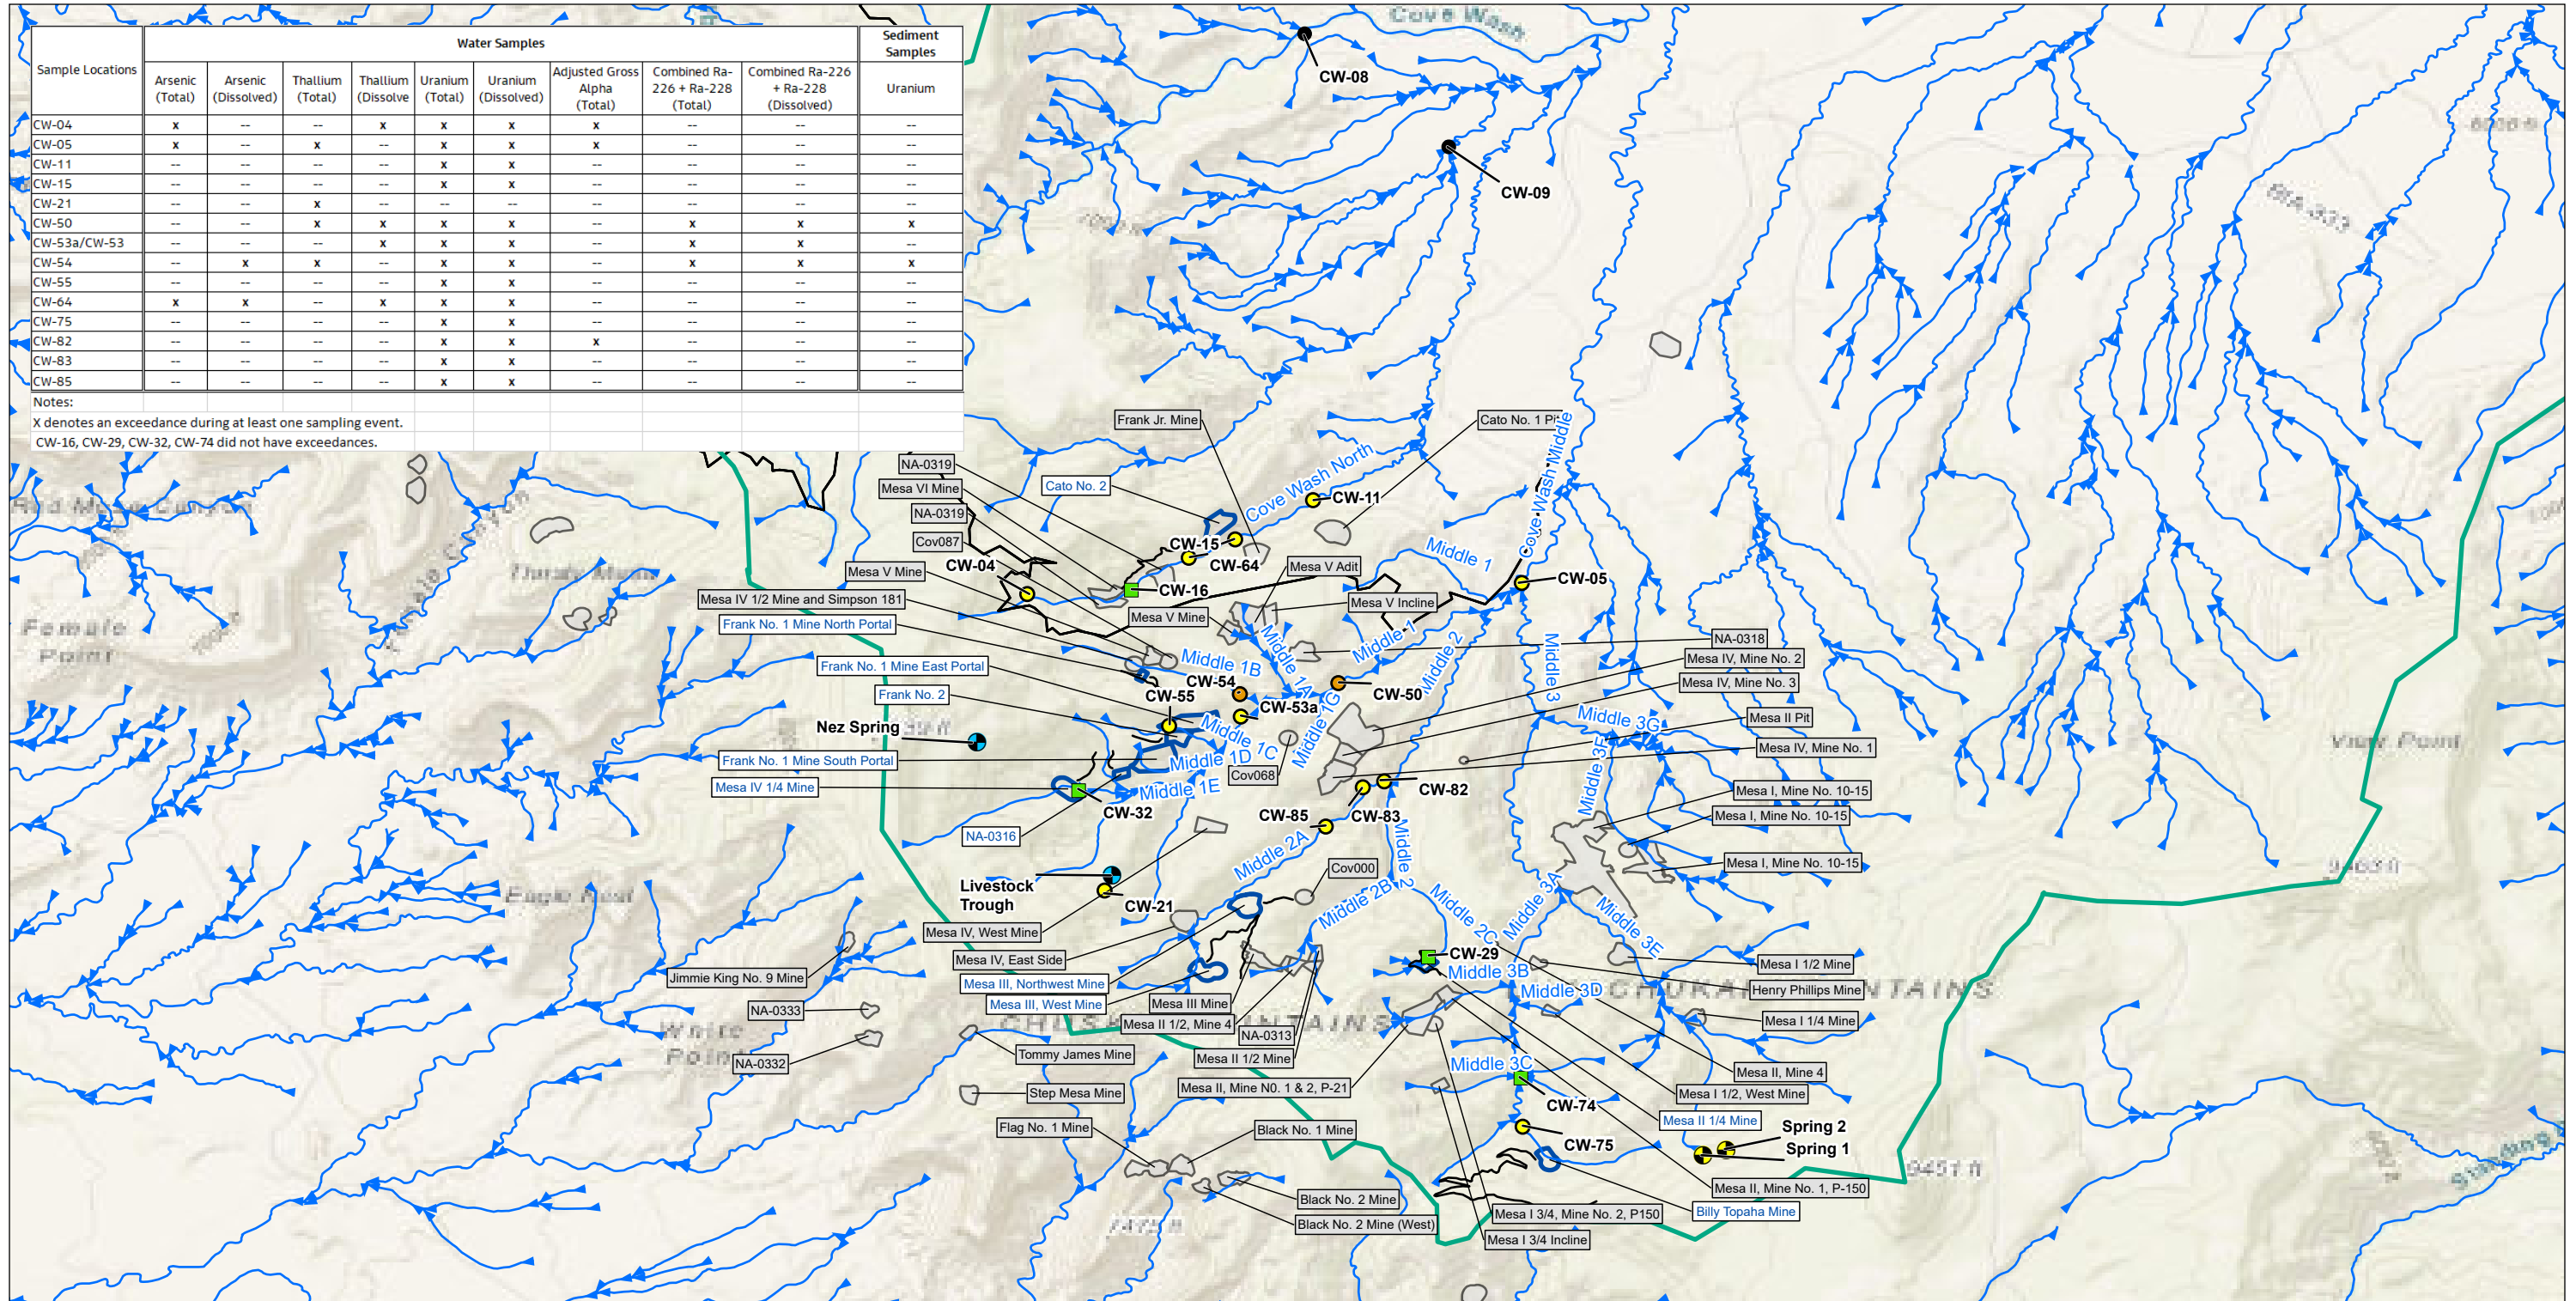 Water Samples
Sediment Samples
Sample Locations
Arsenic (Total)
Arsenic (Dissolved)
Thallium (Total)
Thallium (Dissolve
Uranium (Total)
Uranium (Dissolved)
Adjusted Gross Alpha (Total)
Combined Ra-226 + Ra-228 (Total)
Combined Ra-226 + Ra-228 (Dissolved)
Uranium
CW-04 x -- -- x x x x -- -- --
CW-05 x -- x -- x x x -- -- --
CW-11 -- -- -- -- x x -- -- -- --
CW-15 -- -- -- -- x x -- -- -- --
CW-21 -- -- x -- -- -- -- -- -- --
CW-50 -- -- x x x x -- x x x
CW-53a/CW-53 -- -- -- x x x -- x x --
CW-54 -- x x -- x x -- x x x
CW-55 -- -- -- -- x x -- -- -- --
CW-64 x x -- x x x -- -- -- --
CW-75 -- -- -- -- x x -- -- -- --
CW-82 -- -- -- -- x x x -- -- --
CW-83 -- -- -- -- x x -- -- -- --
CW-85 -- -- -- -- x x -- -- -- --
Notes:
X denotes an exceedance during at least one sampling event.
CW-16, CW-29, CW-32, CW-74 did not have exceedances.
Cove Wash
CW-08
CW-09
Frank Jr. Mine
Cato No. 1 Pi
NA-0319
Mesa VI Mine
Cato No. 2
Cove Wash North
CW-11
Cove Wash Middle
NA-0319
Cov087
CW-15
CW-64
Middle 1
CW-04
Mesa V Mine
Mesa V Adit
CW-05
CW-16
Mesa IV 1/2 Mine and Simpson 181
Mesa V Incline
Mesa V Mine
Frank No. 1 Mine North Portal
Female
Point
Middle 1
Middle 2
NA-0318
Middle 1B
Middle 1A
Middle 3
Mesa IV, Mine No. 2
Frank No. 1 Mine East Portal
CW-54
Mesa IV, Mine No. 3
Frank No. 2
CW-55
CW-50
CW-53a
Middle 1G
Middle 3G
Mesa II Pit
Nez Spring
Middle 1C
Middle 3F
Mesa IV, Mine No. 1
View Point
Frank No. 1 Mine South Portal
Middle 1D
Cov068
Mesa IV 1/4 Mine
Middle 1E
CW-82
Mesa I, Mine No. 10-15
CW-32
CW-85
CW-83
Mesa I, Mine No. 10-15
NA-0316
Middle 2A
Middle 2
Mesa I, Mine No. 10-15
Cov000
9460 ft
Livestock
Trough
Eagle Point
CW-21
Middle 2B
Middle 2C
Middle 3A
Middle 3E
Mesa IV, West Mine
Mesa IV, East Side
CW-29
Mesa I 1/2 Mine
Jimmie King No. 9 Mine
Middle 3B
Mesa III, Northwest Mine
Middle 3D
Henry Phillips Mine
Mesa III, West Mine
Mesa III Mine
NA-0333
Mesa II 1/2, Mine 4
Mesa I 1/4 Mine
White
Point
NA-0313
Tommy James Mine
Mesa II 1/2 Mine
NA-0332
Middle 3C
Mesa II, Mine 4
Mesa II, Mine N0. 1 & 2, P-21
Step Mesa Mine
Mesa I 1/2, West Mine
CW-74
Mesa II 1/4 Mine
Flag No. 1 Mine
Black No. 1 Mine
Spring 2
CW-75
Spring 1
9451 ft
Mesa II, Mine No. 1, P-150
Black No. 2 Mine
Mesa I 3/4, Mine No. 2, P150
Billy Topaha Mine
7475 ft
Black No. 2 Mine (West)
Mesa I 3/4 Incline